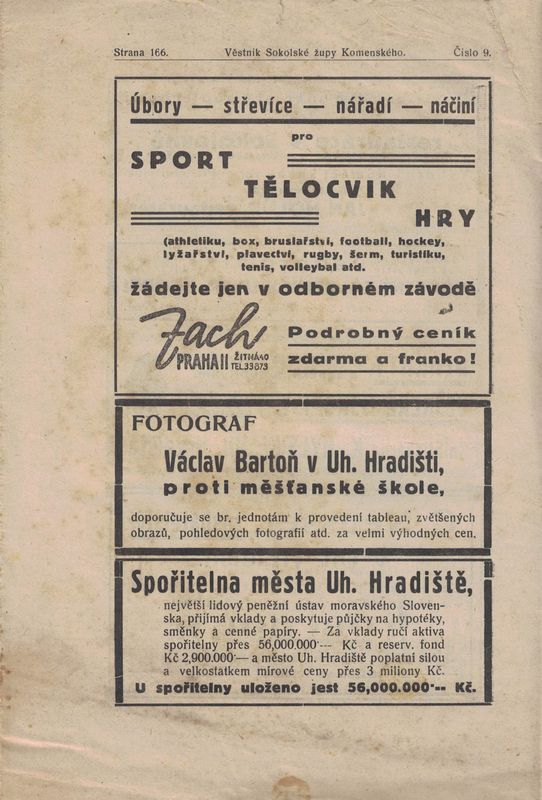 Strana 166. Věstník Sokolské župy Komenského. Číslo 9.
Úbory — střevíce — nářadí — náčiní
pro
SPORT
TĚLOCVIK
HRY
(athletiku, box, bruslařství, football, hockey,
lyžařství, plavectví, rugby, šerm, turistiku,
tenis, volleybal atd.
žádejte jen v odborném závodě
Zach
PRAHA II ŽITNÁ 40
TEL. 33873
Podrobný ceník
zdarma a franko!
FOTOGRAF
Václav Bartoň v Uh. Hradišti,
proti měšťanské škole,
doporučuje se br. jednotám k provedení tableau, zvětšených
obrazů, pohledových fotografií atd. za velmi výhodných cen.
Spořitelna města Uh. Hradiště,
největší lidový peněžní ústav moravského Sloven-
ska, přijímá vklady a poskytuje půjčky na hypotéky,
směnky a cenné papíry. — Za vklady ručí aktiva
spořitelny přes 56,000.000·-- Kč a reserv. fond
Kč 2,900.000·— a město Uh. Hradiště poplatní silou
a velkostatkem mírové ceny přes 3 miliony Kč.
U spořitelny uloženo jest 56,000.000·-- Kč.